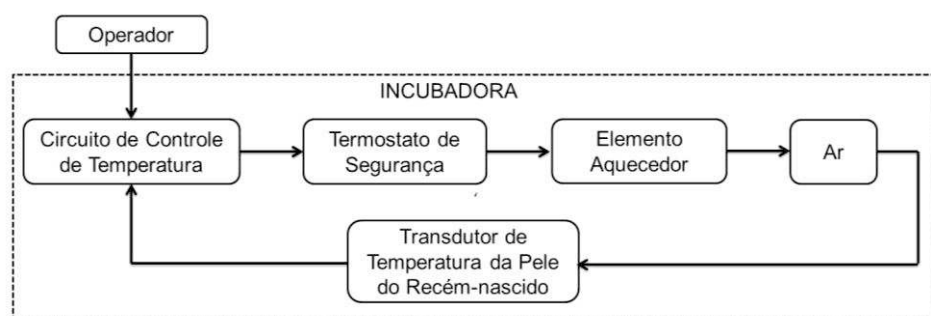 Operador
INCUBADORA
Circuito de Controle
de Temperatura
Termostato de
Segurança
Elemento
Aquecedor
Ar
Transdutor de
Temperatura da Pele
do Recém-nascido